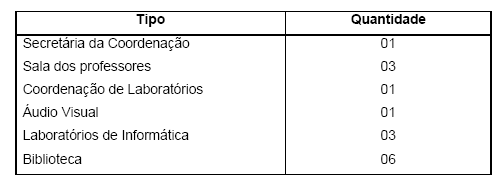 Tipo Quantidade
Secretária da Coordenação 01
Sala dos professores 03
Coordenação de Laboratórios 01
Áudio Visual 01
Laboratórios de Informática 03
Biblioteca 06